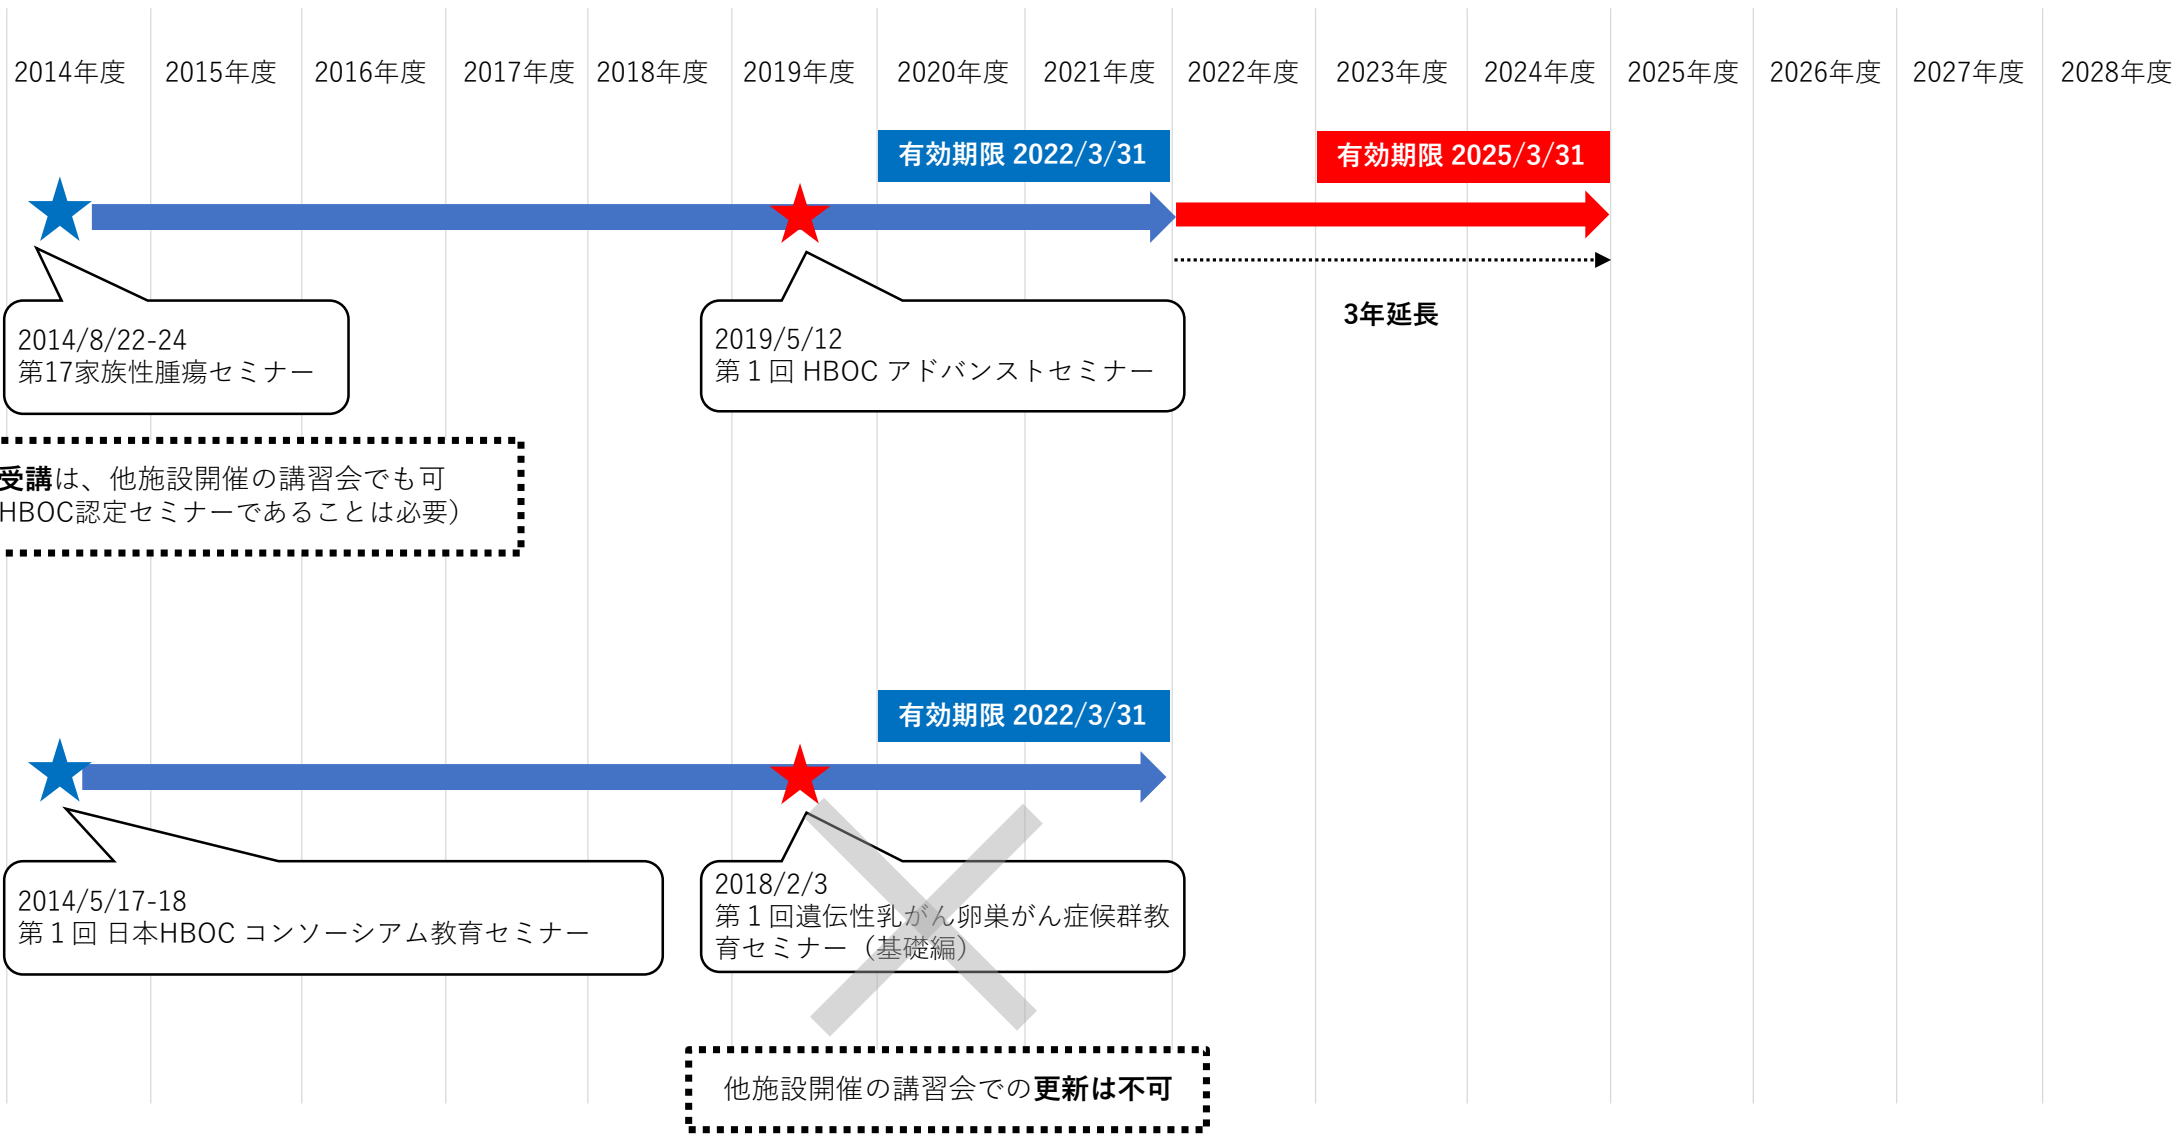 2014年度 2015年度 2016年度 2017年度 2018年度 2019年度 2020年度 2021年度 2022年度 2023年度 2024年度 2025年度 2026年度 2027年度 2028年度
有効期限 2022/3/31
有効期限 2025/3/31
3年延長
2014/8/22-24
第17家族性腫瘍セミナー
2019/5/12
第１回 HBOC アドバンストセミナー
受講は、他施設開催の講習会でも可
HBOC認定セミナーであることは必要）
有効期限 2022/3/31
2014/5/17-18
第１回 日本HBOC コンソーシアム教育セミナー
2018/2/3
第１回遺伝性乳がん卵巣がん症候群教
育セミナー（基礎編）
他施設開催の講習会での更新は不可